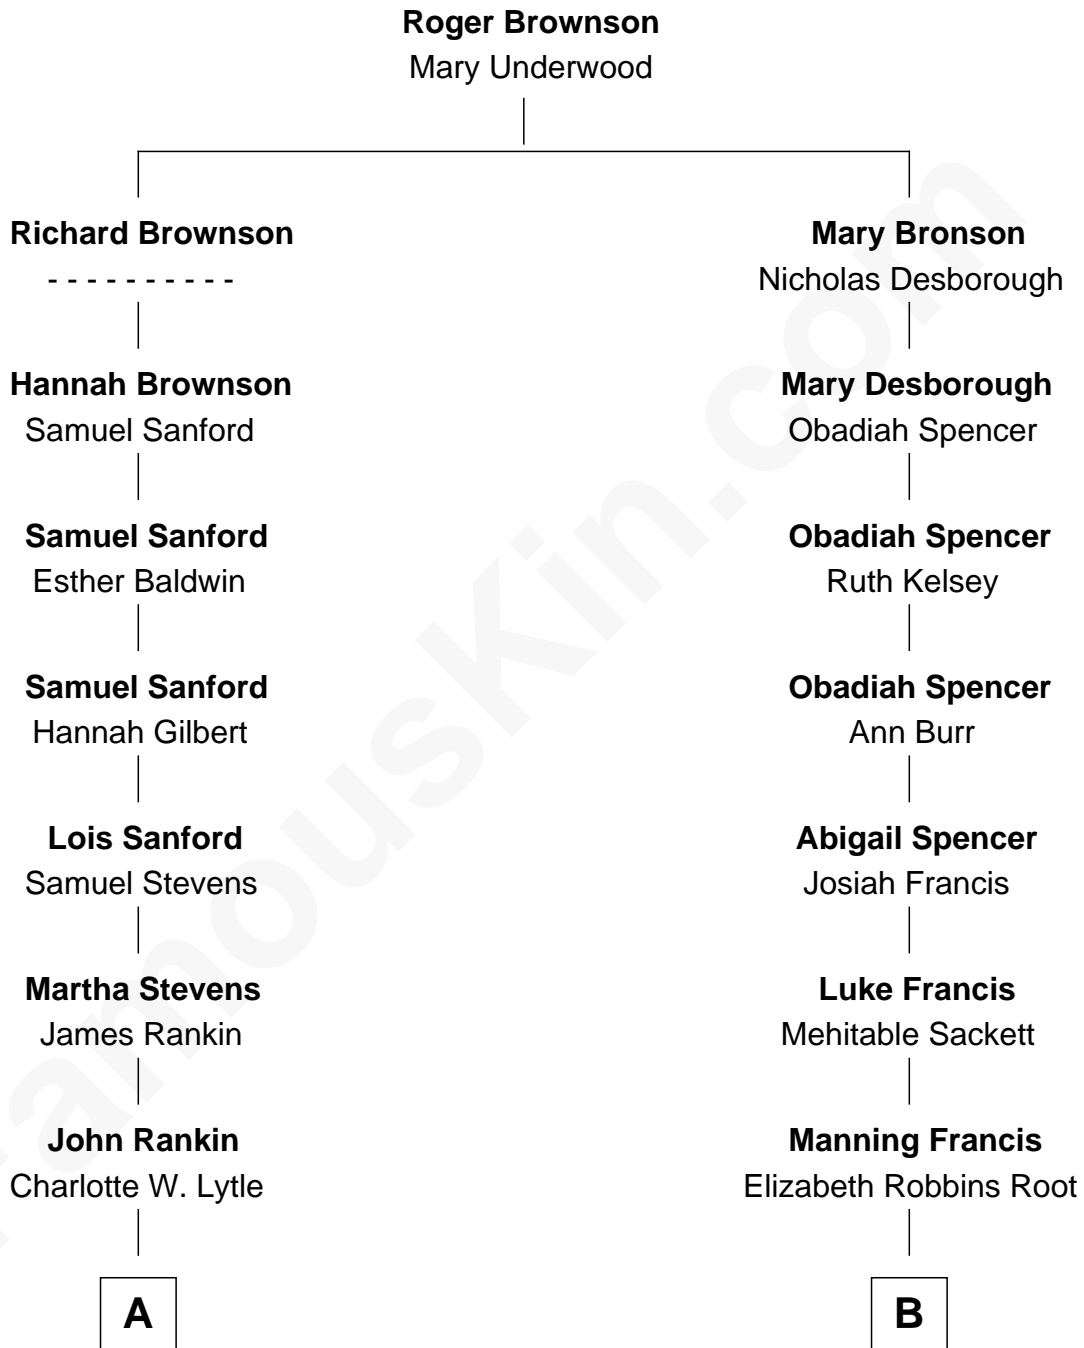 Roger Brownson
Mary Underwood
Richard Brownson
- - - - - - - - - -
Mary Bronson
Nicholas Desborough
Hannah Brownson
Samuel Sanford
Mary Desborough
Obadiah Spencer
Samuel Sanford
Esther Baldwin
Obadiah Spencer
Ruth Kelsey
Samuel Sanford
Hannah Gilbert
Obadiah Spencer
Ann Burr
Lois Sanford
Samuel Stevens
Abigail Spencer
Josiah Francis
Martha Stevens
James Rankin
Luke Francis
Mehitable Sackett
John Rankin
Charlotte W. Lytle
Manning Francis
Elizabeth Robbins Root
A
B
FamousKin.com